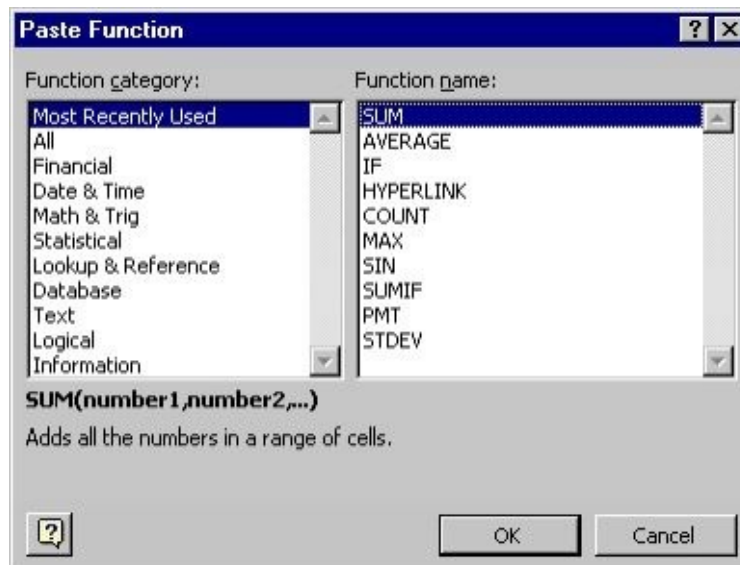 Paste Function
Function category:
Most Recently Used
All
Financial
Date & Time
Math & Trig
Statistical
Lookup & Reference
Database
Text
Logical
Information
Function name:
SUM
AVERAGE
IF
HYPERLINK
COUNT
MAX
SIN
SUMIF
PMT
STDEV
SUM(number1,number2,...)
Adds all the numbers in a range of cells.
OK
Cancel